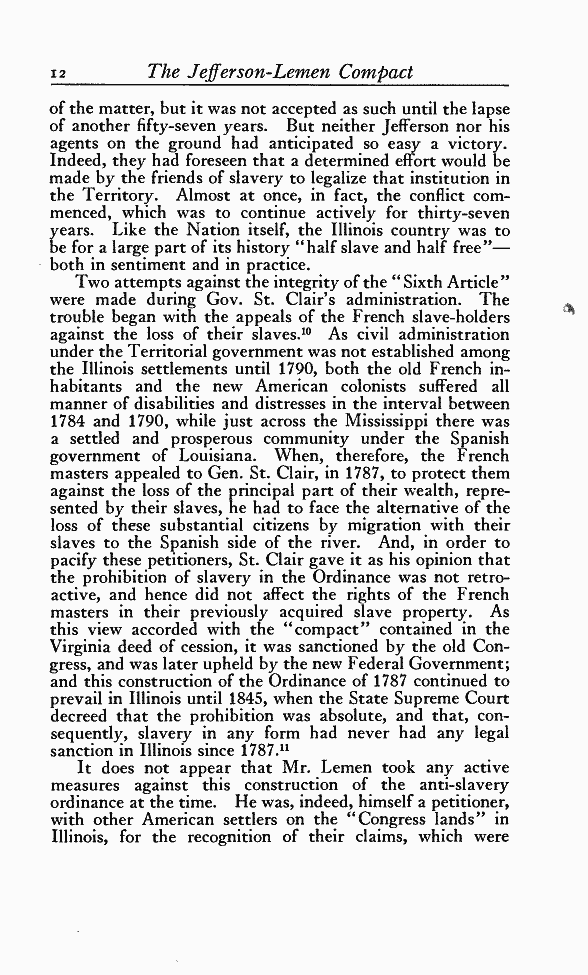 12 The Jefferson-Lemen Compact
of the matter, but it was not accepted as such until the lapse
of another fifty-seven years. But neither Jefferson nor his
agents on the ground had anticipated so easy a victory.
Indeed, they had foreseen that a determined effort would be
made by the friends of slavery to legalize that institution in
the Territory. Almost at once, in fact, the conflict com-
menced, which was to continue actively for thirty-seven
years. Like the Nation itself, the Illinois country was to
be for a large part of its history “half slave and half free”—
both in sentiment and in practice.
Two attempts against the integrity of the “Sixth Article”
were made during Gov. St. Clair’s administration. The
trouble began with the appeals of the French slave-holders
against the loss of their slaves.¹⁰ As civil administration
under the Territorial government was not established among
the Illinois settlements until 1790, both the old French in-
habitants and the new American colonists suffered all
manner of disabilities and distresses in the interval between
1784 and 1790, while just across the Mississippi there was
a settled and prosperous community under the Spanish
government of Louisiana. When, therefore, the French
masters appealed to Gen. St. Clair, in 1787, to protect them
against the loss of the principal part of their wealth, repre-
sented by their slaves, he had to face the alternative of the
loss of these substantial citizens by migration with their
slaves to the Spanish side of the river. And, in order to
pacify these petitioners, St. Clair gave it as his opinion that
the prohibition of slavery in the Ordinance was not retro-
active, and hence did not affect the rights of the French
masters in their previously acquired slave property. As
this view accorded with the “compact” contained in the
Virginia deed of cession, it was sanctioned by the old Con-
gress, and was later upheld by the new Federal Government;
and this construction of the Ordinance of 1787 continued to
prevail in Illinois until 1845, when the State Supreme Court
decreed that the prohibition was absolute, and that, con-
sequently, slavery in any form had never had any legal
sanction in Illinois since 1787.¹¹
It does not appear that Mr. Lemen took any active
measures against this construction of the anti-slavery
ordinance at the time. He was, indeed, himself a petitioner,
with other American settlers on the “Congress lands” in
Illinois, for the recognition of their claims, which were